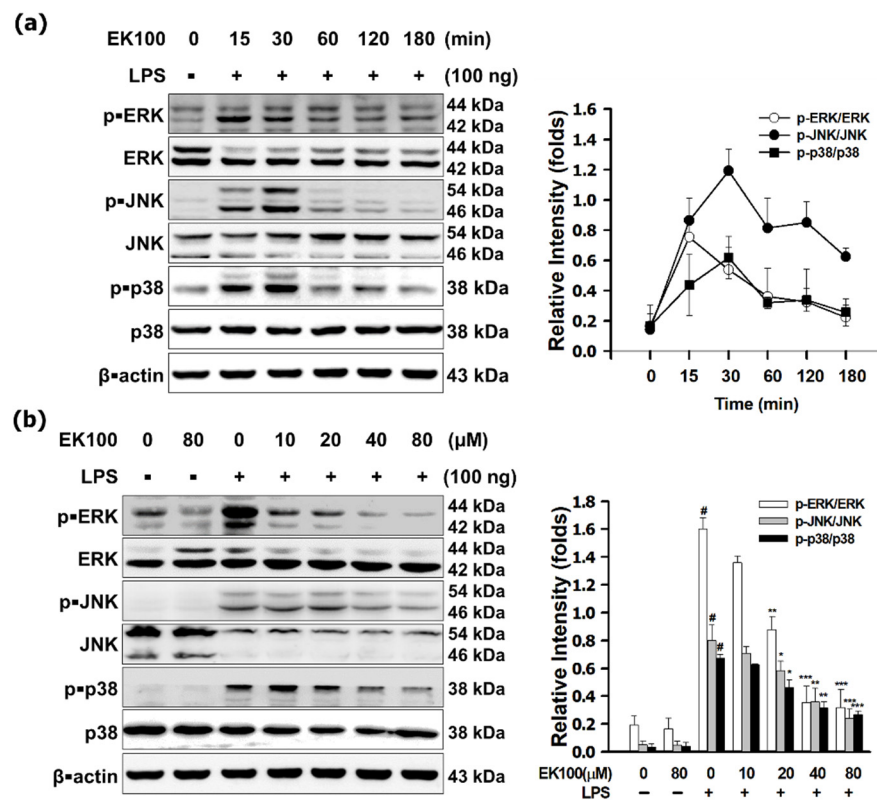 (a)
EK100 0 15 30 60 120 180 (min)
LPS - + + + + + (100 ng)
p-ERK 44 kDa
42 kDa
ERK 44 kDa
42 kDa
p-JNK 54 kDa
46 kDa
JNK 54 kDa
46 kDa
p-p38 38 kDa
p38 38 kDa
β-actin 43 kDa
Relative Intensity (folds)
1.6
1.4
1.2
1.0
0.8
0.6
0.4
0.2
0.0
p-ERK/ERK
p-JNK/JNK
p-p38/p38
0 15 30 60 120 180
Time (min)
(b)
EK100 0 80 0 10 20 40 80 (µM)
LPS - - + + + + + (100 ng)
p-ERK 44 kDa
42 kDa
ERK 44 kDa
42 kDa
p-JNK 54 kDa
46 kDa
JNK 54 kDa
46 kDa
p-p38 38 kDa
p38 38 kDa
β-actin 43 kDa
Relative Intensity (folds)
1.8
1.6
1.4
1.2
1.0
0.8
0.6
0.4
0.2
0.0
p-ERK/ERK
p-JNK/JNK
p-p38/p38
# # #
** * *
*** ** **
*** *** ***
EK100(µM) 0 80 0 10 20 40 80
LPS − − + + + + +